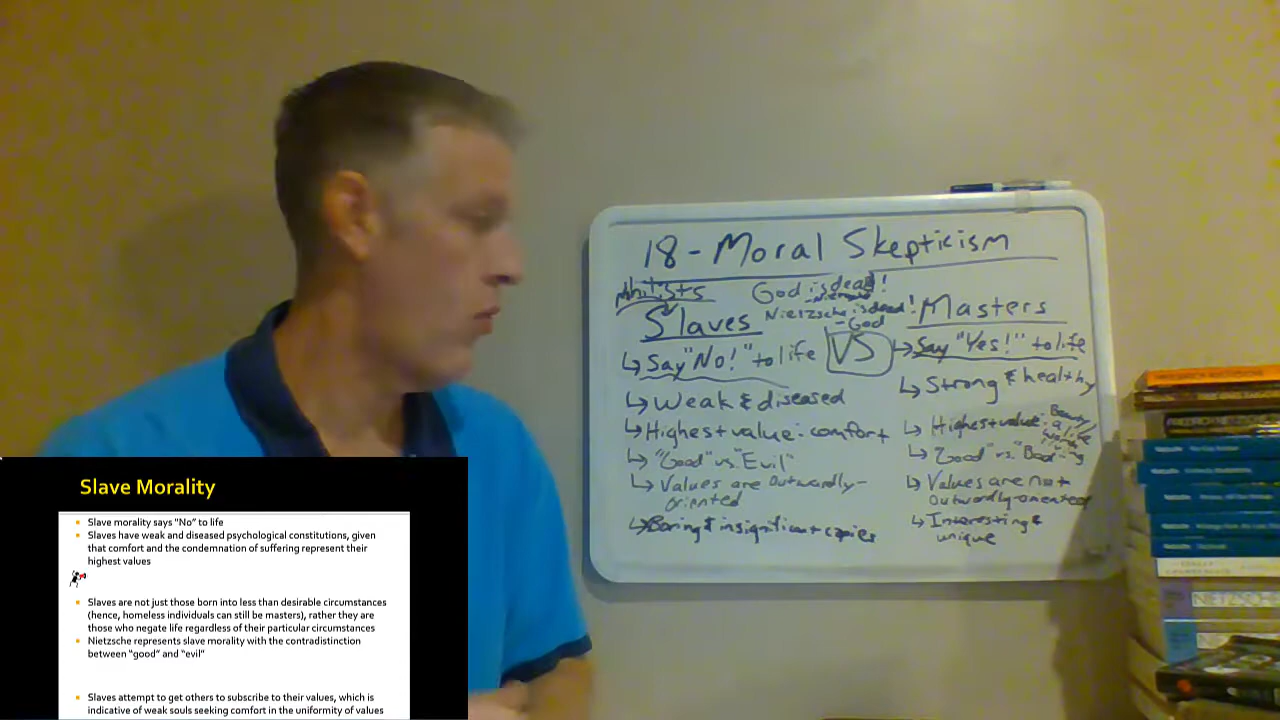 18 - Moral Skepticism
God is dead!
Nietzsche is dead!
- God
Slaves
↳ Say "No!" to life
↳ Weak & diseased
↳ Highest value: comfort
↳ "Good" vs. "Evil"
↳ Values are outwardly-
oriented
↳ Boring & insignificant copies
VS
Masters
↳ Say "Yes!" to life
↳ Strong & healthy
↳ Highest value: Beauty
a life
↳ "Good" vs. "Bad"
↳ Values are not
outwardly-oriented
↳ Interesting &
unique
Slave Morality
Slave morality says "No" to life
Slaves have weak and diseased psychological constitutions, given
that comfort and the condemnation of suffering represent their
highest values
Slaves are not just those born into less than desirable circumstances
(hence, homeless individuals can still be masters), rather they are
those who negate life regardless of their particular circumstances
Nietzsche represents slave morality with the contradistinction
between "good" and "evil"
Slaves attempt to get others to subscribe to their values, which is
indicative of weak souls seeking comfort in the uniformity of values
NIETZSCHE